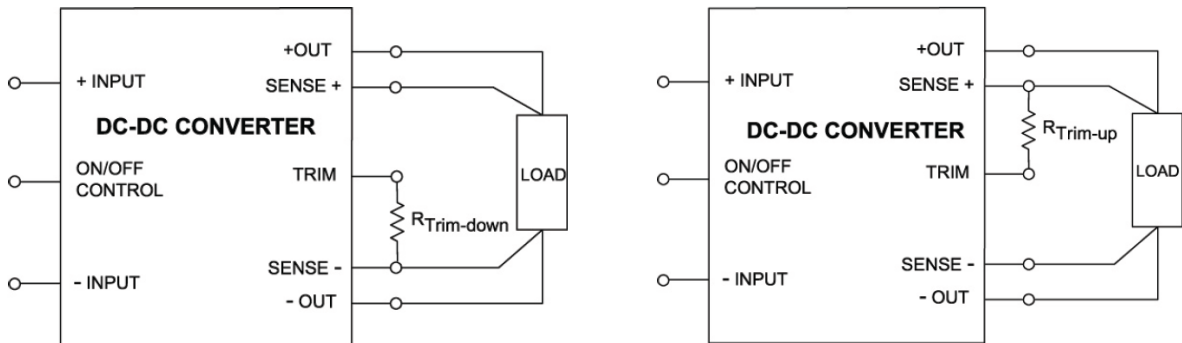 +OUT
+ INPUT
SENSE +
DC-DC CONVERTER
ON/OFF
CONTROL
TRIM
LOAD
RTrim-down
SENSE -
- INPUT
- OUT
+OUT
+ INPUT
SENSE +
DC-DC CONVERTER
RTrim-up
ON/OFF
CONTROL
TRIM
LOAD
SENSE -
- INPUT
- OUT